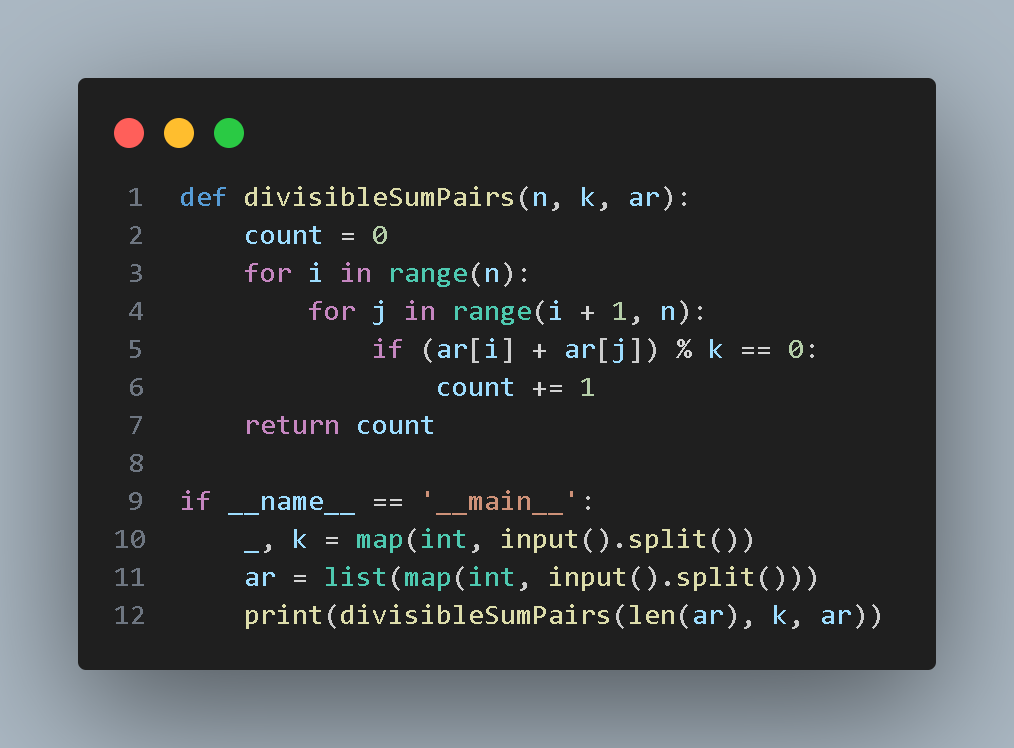 1 def divisibleSumPairs(n, k, ar):
2     count = 0
3     for i in range(n):
4         for j in range(i + 1, n):
5             if (ar[i] + ar[j]) % k == 0:
6                 count += 1
7     return count
8
9 if __name__ == '__main__':
10     _, k = map(int, input().split())
11     ar = list(map(int, input().split()))
12     print(divisibleSumPairs(len(ar), k, ar))